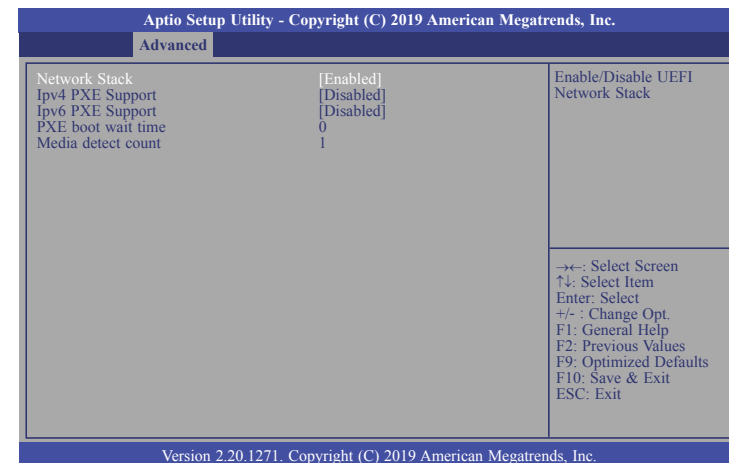 Aptio Setup Utility - Copyright (C) 2019 American Megatrends, Inc.
Advanced
Network Stack [Enabled]
Ipv4 PXE Support [Disabled]
Ipv6 PXE Support [Disabled]
PXE boot wait time 0
Media detect count 1
Enable/Disable UEFI
Network Stack
→←: Select Screen
↑↓: Select Item
Enter: Select
+/- : Change Opt.
F1: General Help
F2: Previous Values
F9: Optimized Defaults
F10: Save & Exit
ESC: Exit
Version 2.20.1271. Copyright (C) 2019 American Megatrends, Inc.